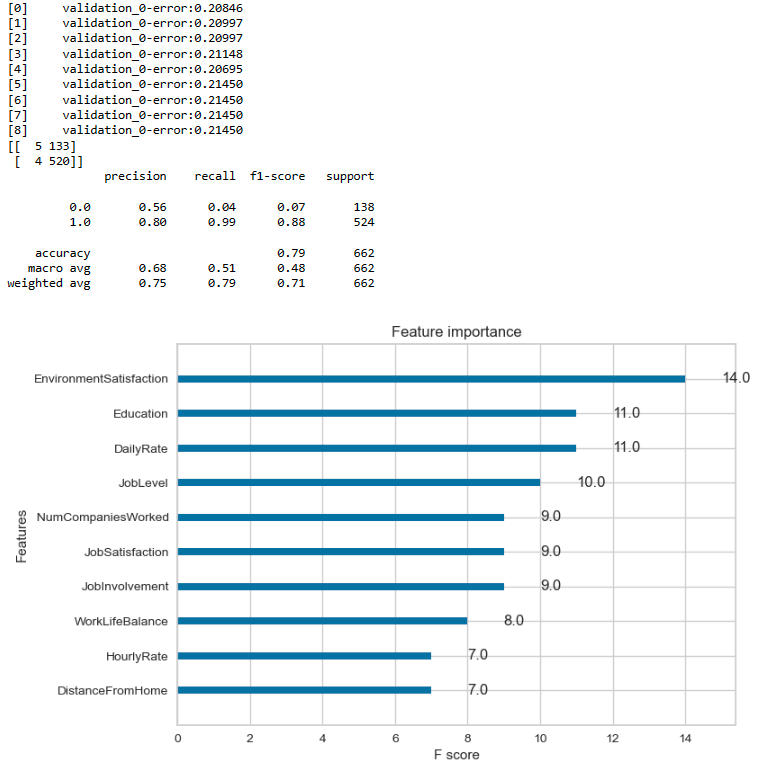 [0] validation_0-error:0.20846
[1] validation_0-error:0.20997
[2] validation_0-error:0.20997
[3] validation_0-error:0.21148
[4] validation_0-error:0.20695
[5] validation_0-error:0.21450
[6] validation_0-error:0.21450
[7] validation_0-error:0.21450
[8] validation_0-error:0.21450
[[ 5 133]
[ 4 520]]
precision recall f1-score support
0.0 0.56 0.04 0.07 138
1.0 0.80 0.99 0.88 524
accuracy 0.79 662
macro avg 0.68 0.51 0.48 662
weighted avg 0.75 0.79 0.71 662
Feature importance
EnvironmentSatisfaction 14.0
Education 11.0
DailyRate 11.0
JobLevel 10.0
NumCompaniesWorked 9.0
JobSatisfaction 9.0
JobInvolvement 9.0
WorkLifeBalance 8.0
HourlyRate 7.0
DistanceFromHome 7.0
Features
0 2 4 6 8 10 12 14
F score